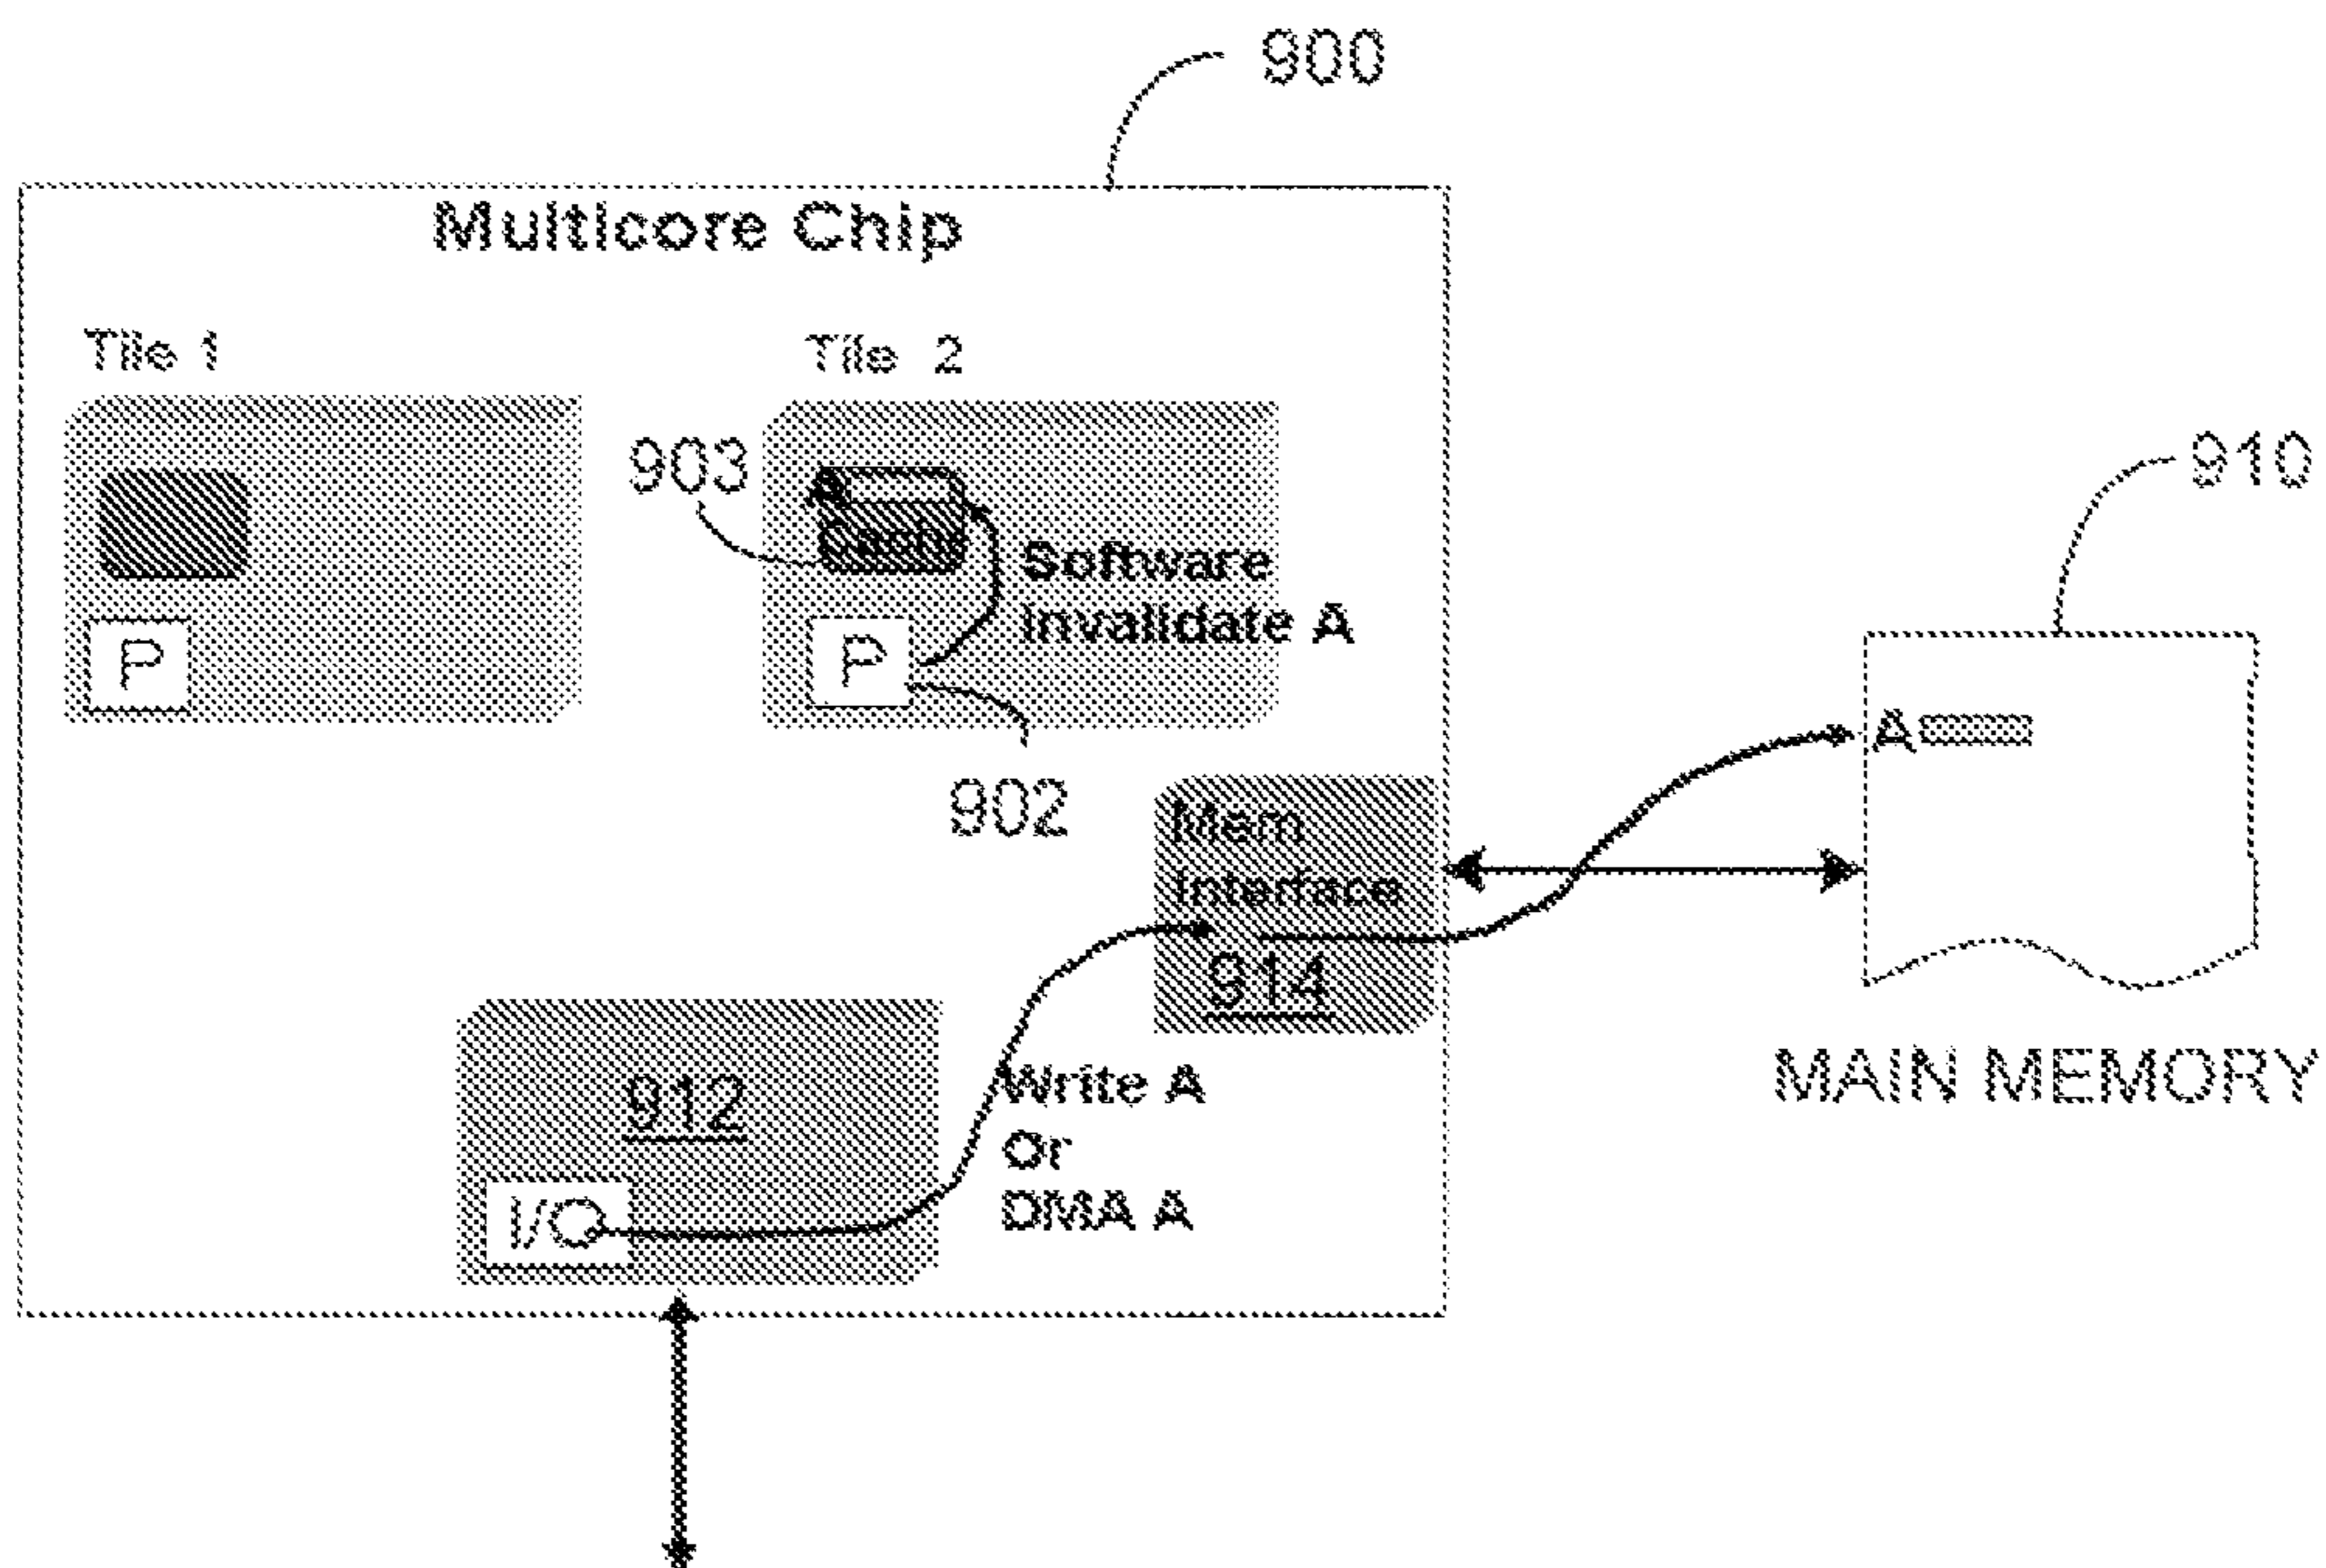 900
Multicore Chip
Tile 1
Tile 2
903
A
Cache
Software
Invalidate A
P
P
902
910
A
Mem
Interface
914
MAIN MEMORY
912
Write A
Or
DMA A
I/O